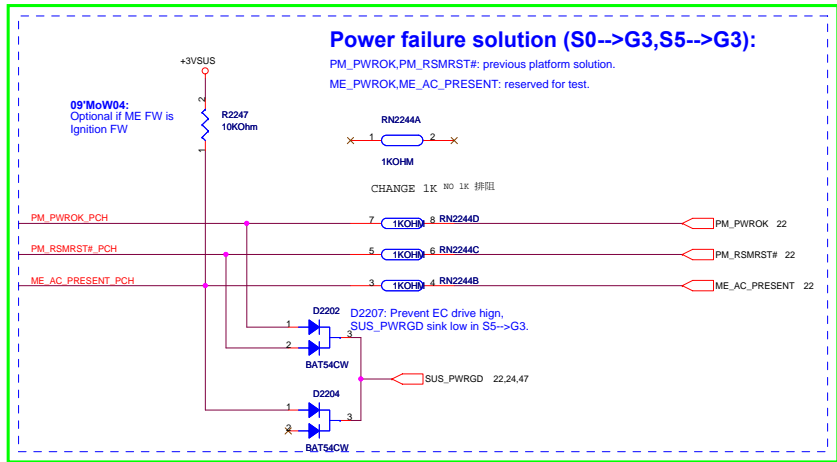 Power failure solution (S0-->G3,S5-->G3):
PM_PWROK,PM_RSMRST#: previous platform solution.
ME_PWROK,ME_AC_PRESENT: reserved for test.
+3VSUS
09'MoW04:
Optional if ME FW is
Ignition FW
2
R2247
10KOhm
1
RN2244A
1 2
1KOHM
CHANGE 1K NO 1K 排阻
PM_PWROK_PCH 7 1KOHM 8 RN2244D PM_PWROK 22
PM_RSMRST#_PCH 5 1KOHM 6 RN2244C PM_RSMRST# 22
ME_AC_PRESENT_PCH 3 1KOHM 4 RN2244B ME_AC_PRESENT 22
D2202
D2207: Prevent EC drive hign,
SUS_PWRGD sink low in S5-->G3.
1
2
3
BAT54CW
SUS_PWRGD 22,24,47
D2204
1
2
3
BAT54CW